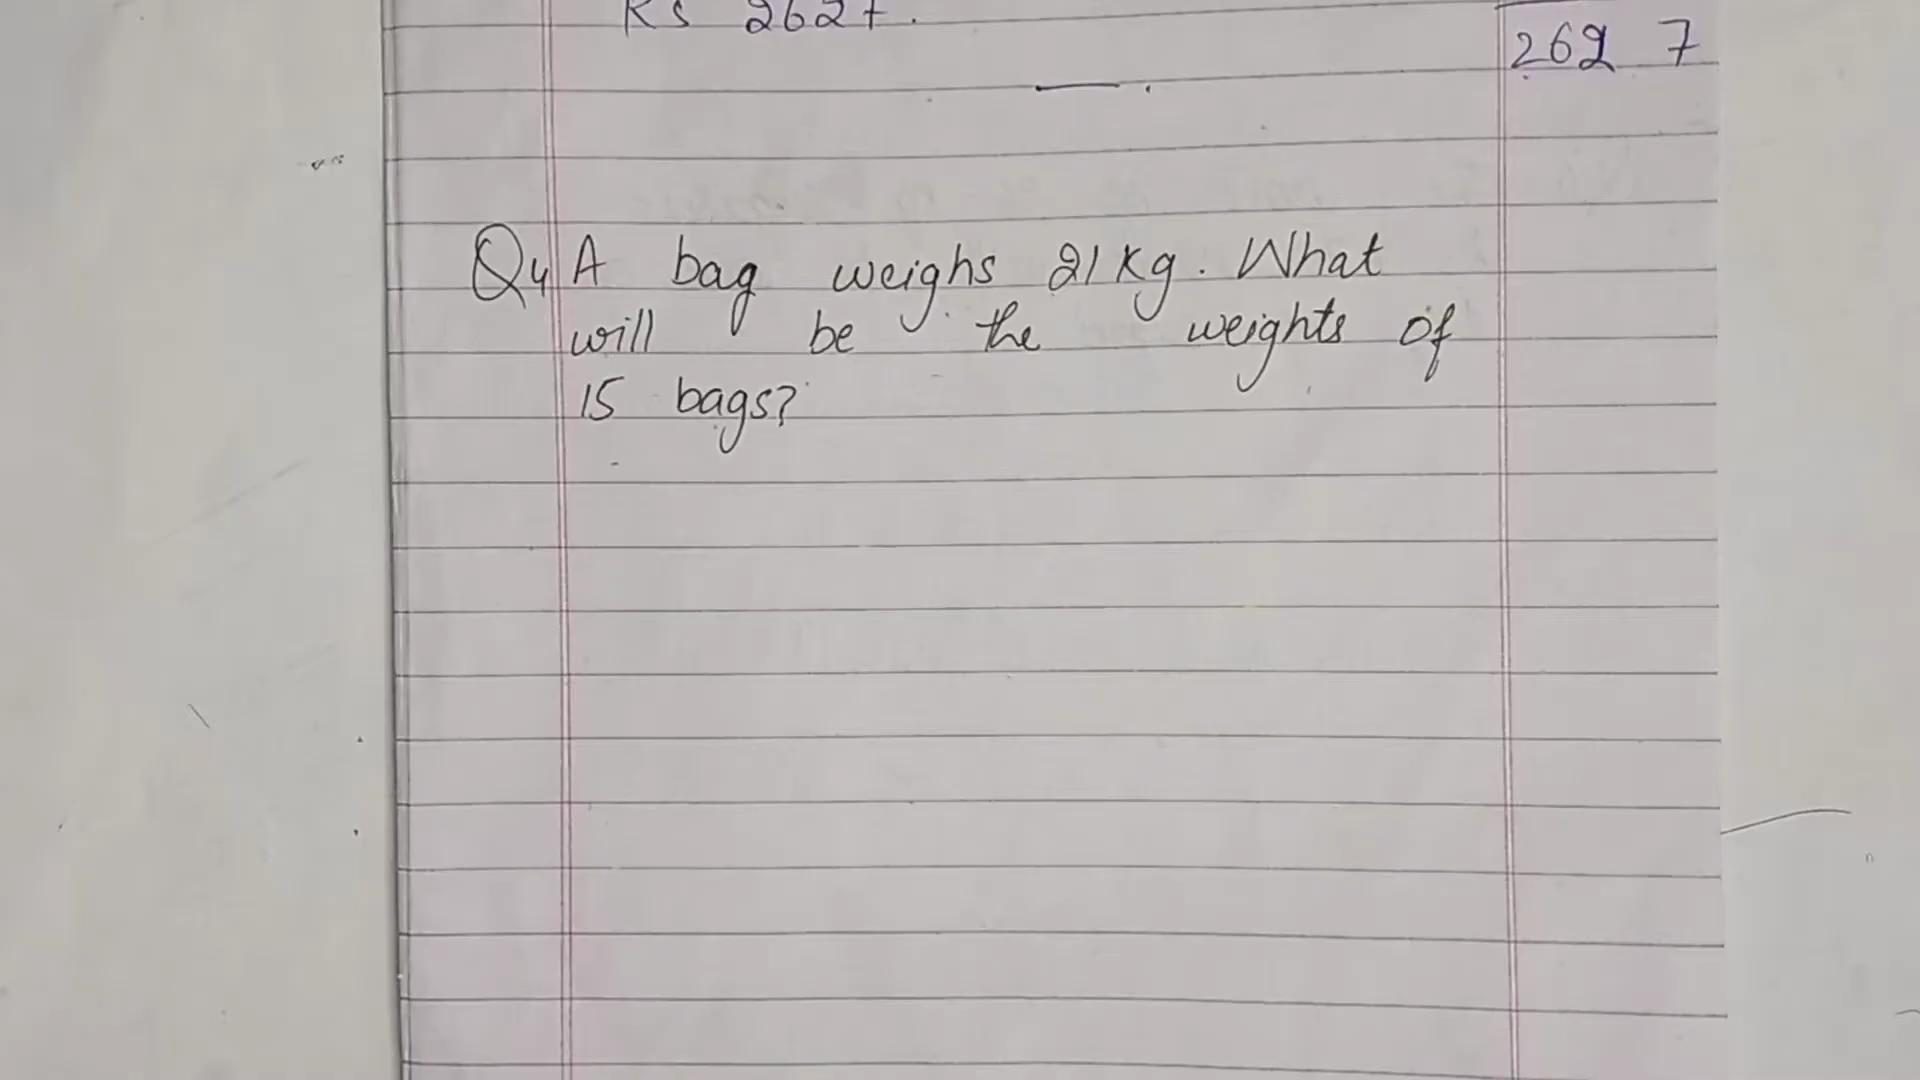 Rs 2627.
2627
Q4 A bag weighs 21 kg. What
will be the weights of
15 bags?